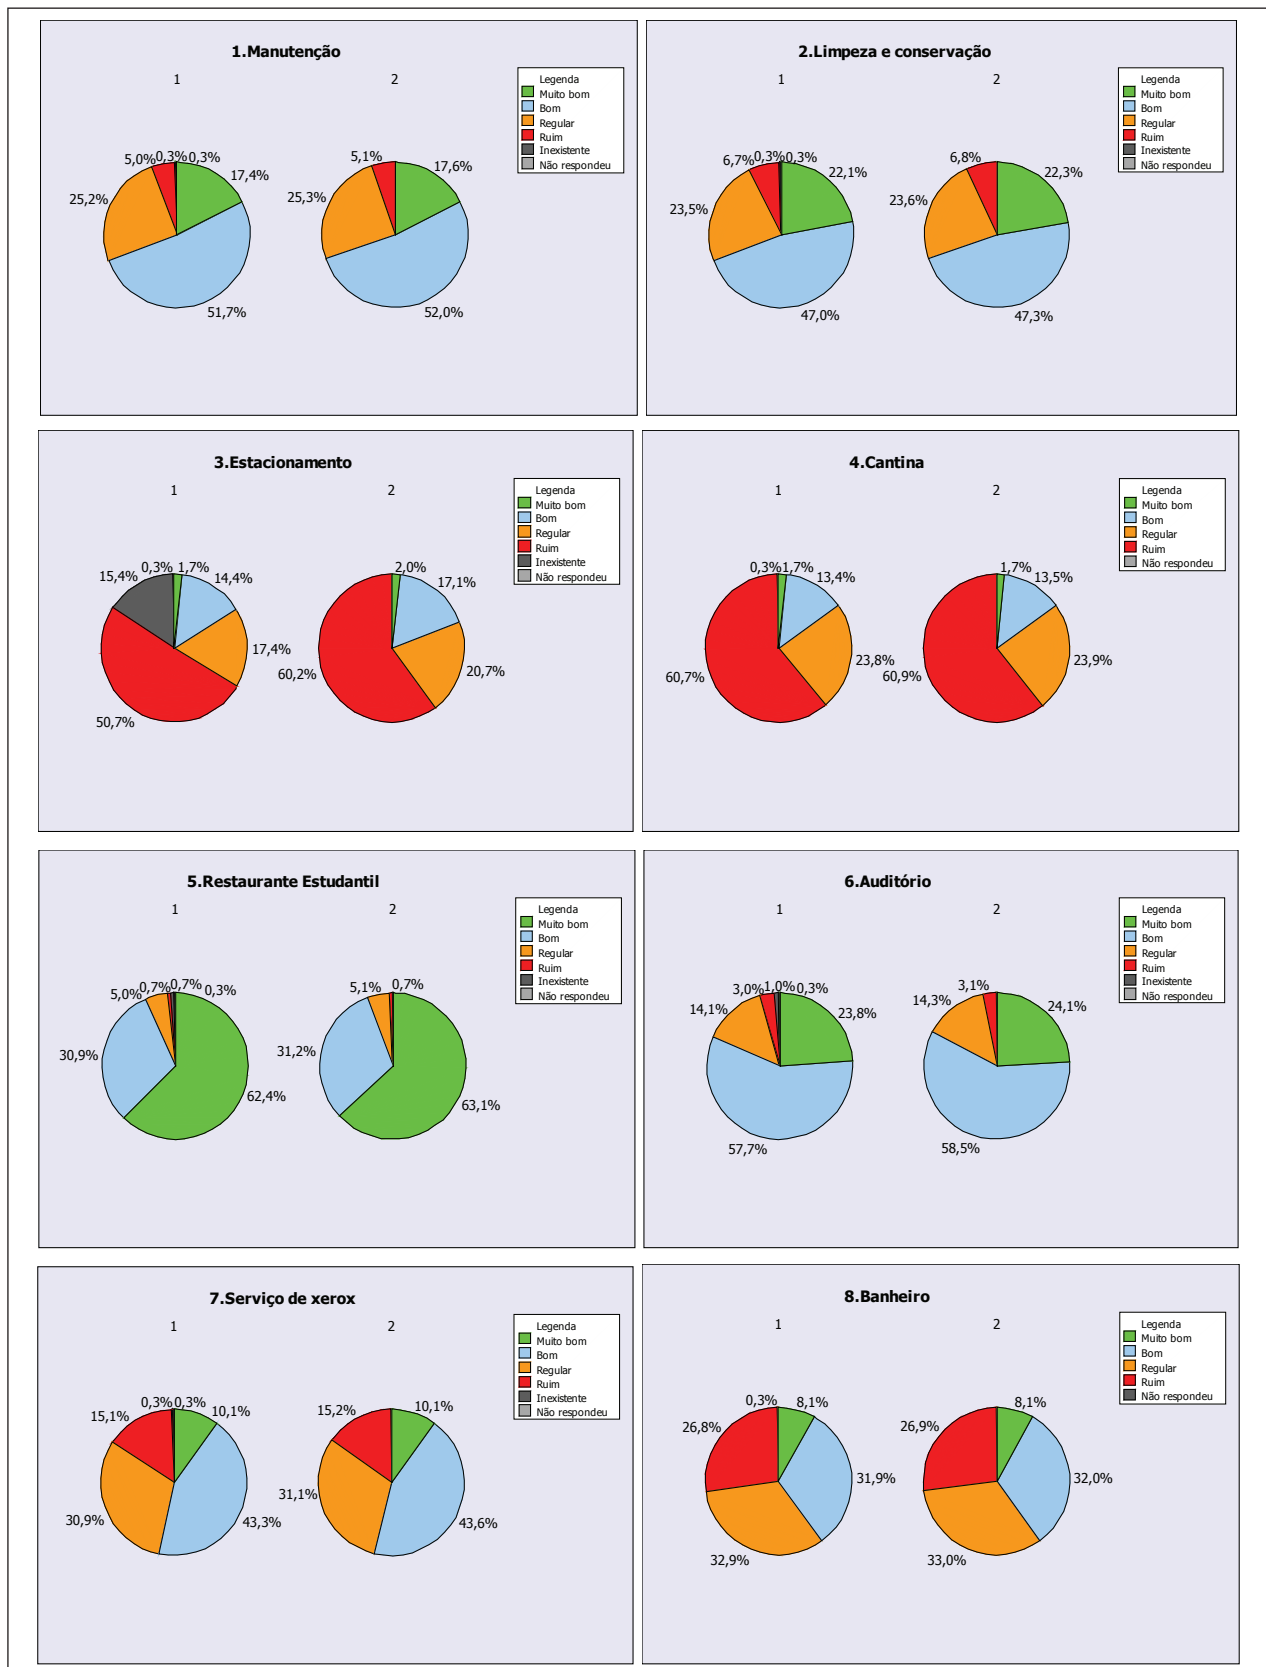 1.Manutenção
1
2
Legenda
Muito bom
Bom
Regular
Ruim
Inexistente
Não respondeu
5,0%
0,3%
0,3%
17,4%
25,2%
51,7%
5,1%
17,6%
25,3%
52,0%
2.Limpeza e conservação
1
2
Legenda
Muito bom
Bom
Regular
Ruim
Inexistente
Não respondeu
6,7%
0,3%
0,3%
22,1%
23,5%
47,0%
6,8%
22,3%
23,6%
47,3%
3.Estacionamento
1
2
Legenda
Muito bom
Bom
Regular
Ruim
Inexistente
Não respondeu
15,4%
0,3%
1,7%
14,4%
17,4%
50,7%
2,0%
17,1%
20,7%
60,2%
4.Cantina
1
2
Legenda
Muito bom
Bom
Regular
Ruim
Não respondeu
0,3%
1,7%
13,4%
23,8%
60,7%
1,7%
13,5%
23,9%
60,9%
5.Restaurante Estudantil
1
2
Legenda
Muito bom
Bom
Regular
Ruim
Inexistente
Não respondeu
5,0%
0,7%
0,7%
0,3%
30,9%
62,4%
5,1%
0,7%
31,2%
63,1%
6.Auditório
1
2
Legenda
Muito bom
Bom
Regular
Ruim
Inexistente
Não respondeu
14,1%
3,0%
1,0%
0,3%
23,8%
57,7%
14,3%
3,1%
24,1%
58,5%
7.Serviço de xerox
1
2
Legenda
Muito bom
Bom
Regular
Ruim
Inexistente
Não respondeu
15,1%
0,3%
0,3%
10,1%
30,9%
43,3%
15,2%
10,1%
31,1%
43,6%
8.Banheiro
1
2
Legenda
Muito bom
Bom
Regular
Ruim
Não respondeu
26,8%
0,3%
8,1%
31,9%
32,9%
26,9%
8,1%
32,0%
33,0%